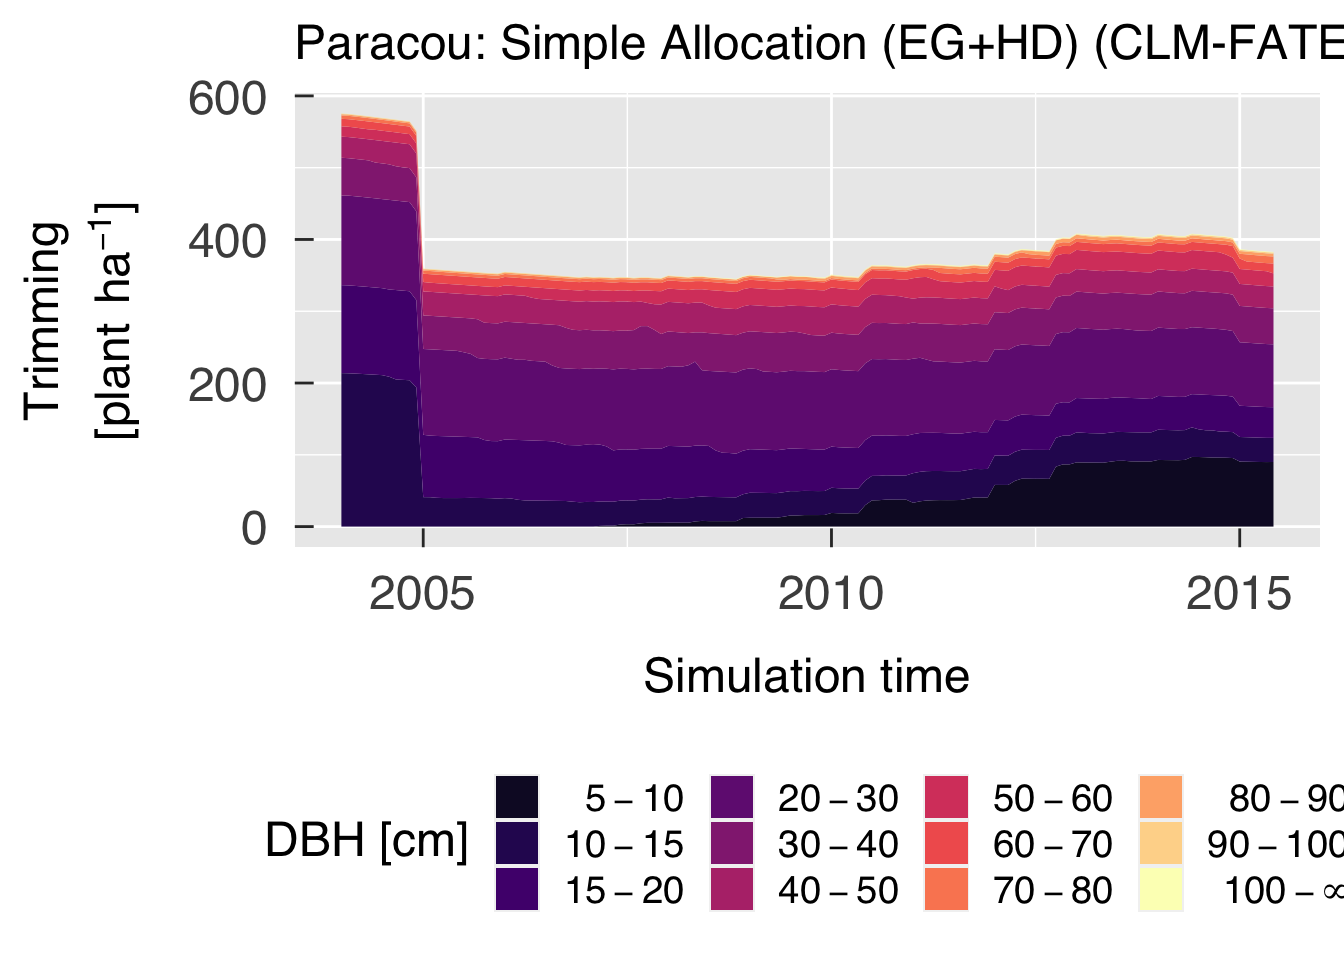 Paracou: Simple Allocation (EG+HD) (CLM-FATE
600
400
200
0
Trimming
[plant ha⁻¹]
2005 2010 2015
Simulation time
DBH [cm]
5 – 10 20 – 30 50 – 60 80 – 90
10 – 15 30 – 40 60 – 70 90 – 100
15 – 20 40 – 50 70 – 80 100 – ∞